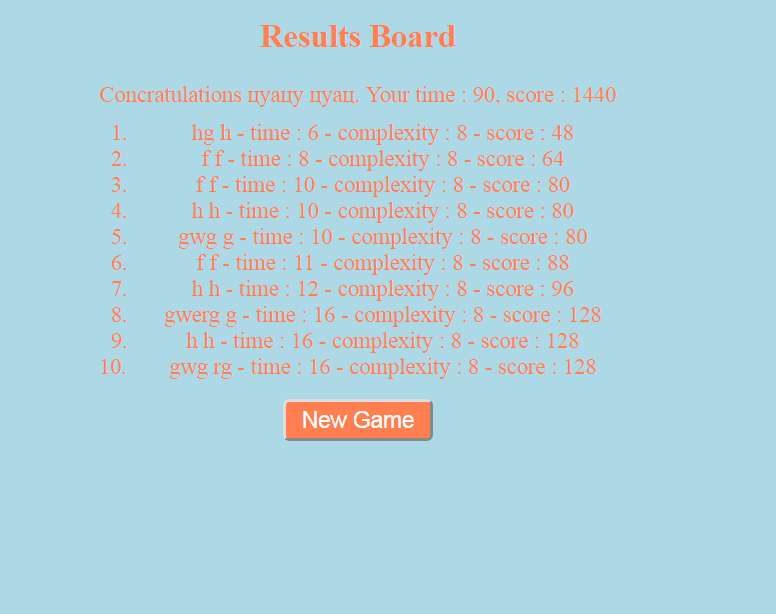 Results Board
Concratulations цуацу цуац. Your time : 90, score : 1440
1. hg h - time : 6 - complexity : 8 - score : 48
2. f f - time : 8 - complexity : 8 - score : 64
3. f f - time : 10 - complexity : 8 - score : 80
4. h h - time : 10 - complexity : 8 - score : 80
5. gwg g - time : 10 - complexity : 8 - score : 80
6. f f - time : 11 - complexity : 8 - score : 88
7. h h - time : 12 - complexity : 8 - score : 96
8. gwerg g - time : 16 - complexity : 8 - score : 128
9. h h - time : 16 - complexity : 8 - score : 128
10. gwg rg - time : 16 - complexity : 8 - score : 128
New Game